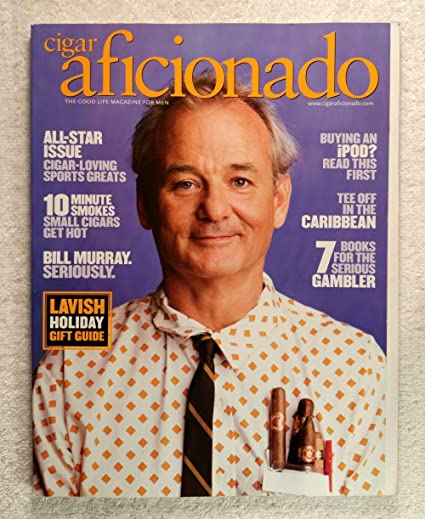 cigar
aficionado
THE GOOD LIFE MAGAZINE FOR MEN
www.cigaraficionado.com
ALL-STAR
ISSUE
CIGAR-LOVING
SPORTS GREATS
10 MINUTE
SMOKES
SMALL CIGARS
GET HOT
BILL MURRAY.
SERIOUSLY.
LAVISH
HOLIDAY
GIFT GUIDE
BUYING AN
iPOD?
READ THIS
FIRST
TEE OFF
IN THE
CARIBBEAN
7 BOOKS
FOR THE
SERIOUS
GAMBLER